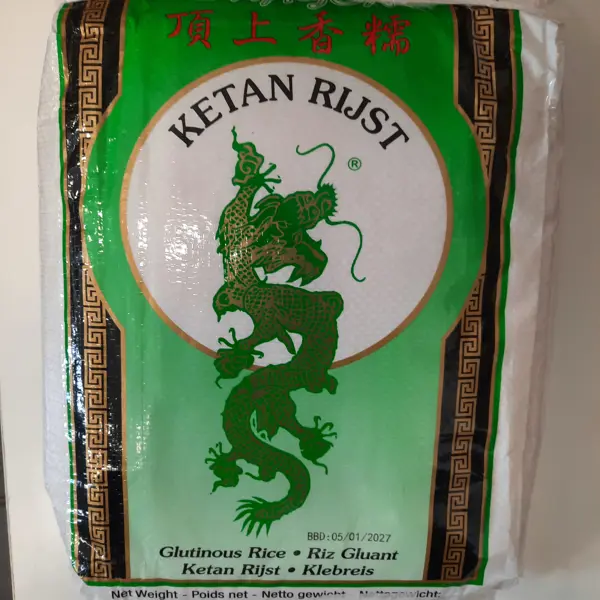 頂上香糯
KETAN RIJST
®
BBD:05/01/2027
Glutinous Rice • Riz Gluant
Ketan Rijst • Klebreis
Net Weight - Poids net - Netto gewicht - Nettogewicht: